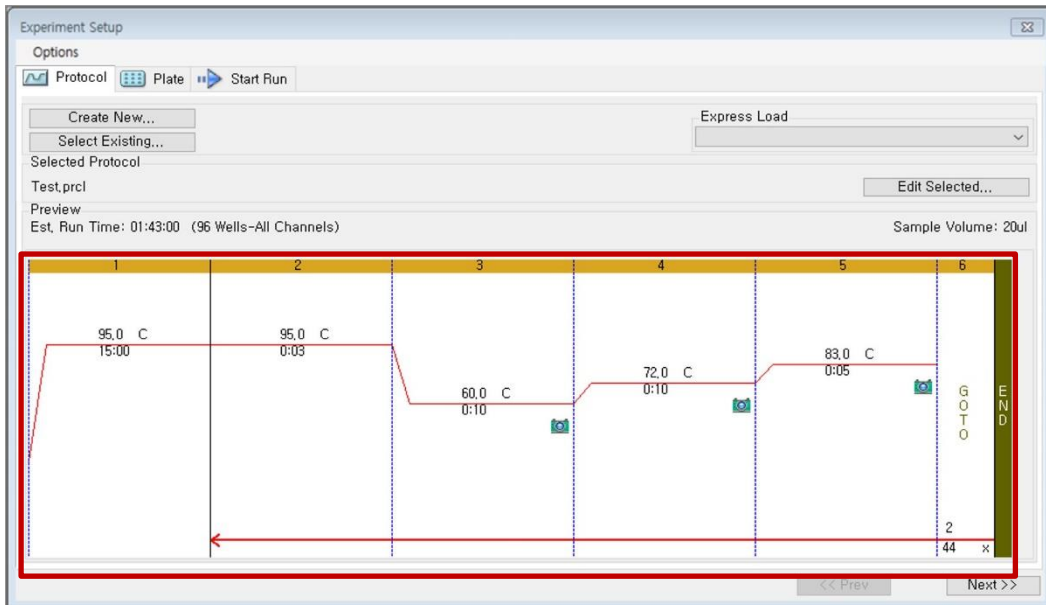 Experiment Setup
Options
Protocol Plate Start Run
Create New... Express Load
Select Existing...
Selected Protocol
Test.prcl Edit Selected...
Preview
Est. Run Time: 01:43:00 (96 Wells-All Channels) Sample Volume: 20ul
1 2 3 4 5 6
95.0 C 95.0 C
15:00 0:03
83.0 C
0:05
72.0 C
0:10
60.0 C
0:10
GOTO
END
2
44 x
<< Prev Next >>